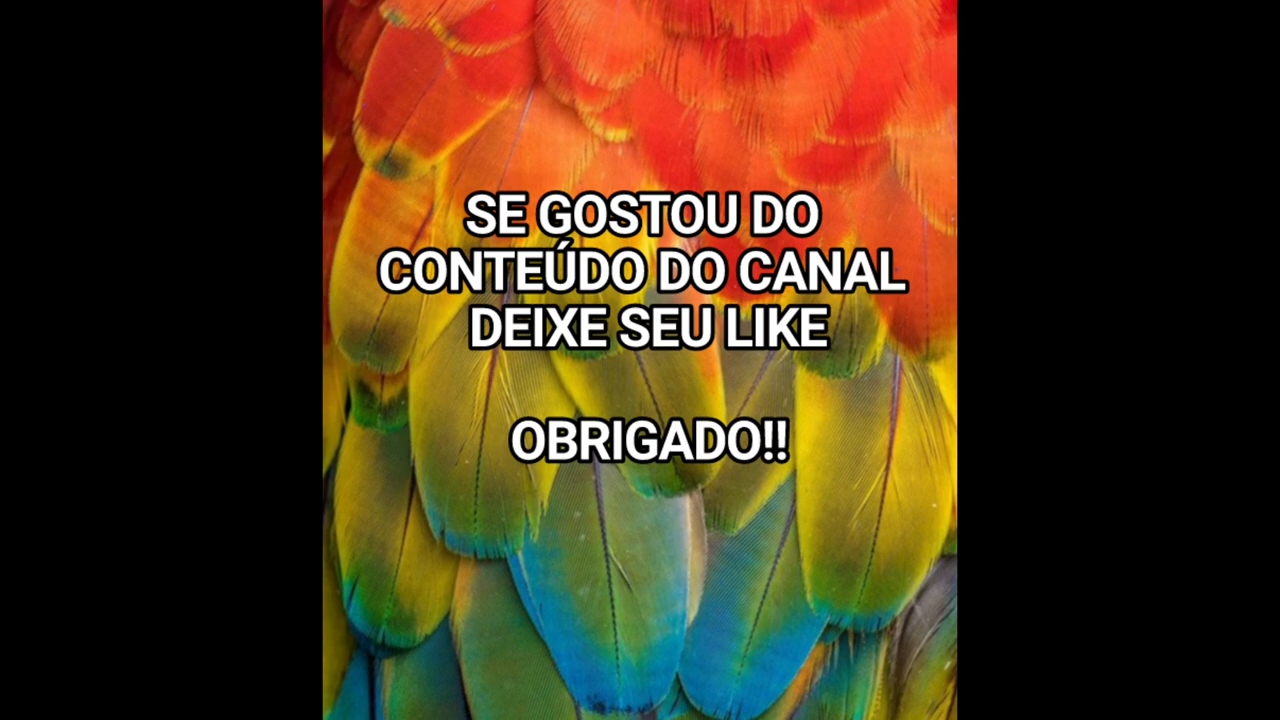 SE GOSTOU DO
CONTEÚDO DO CANAL
DEIXE SEU LIKE
OBRIGADO!!